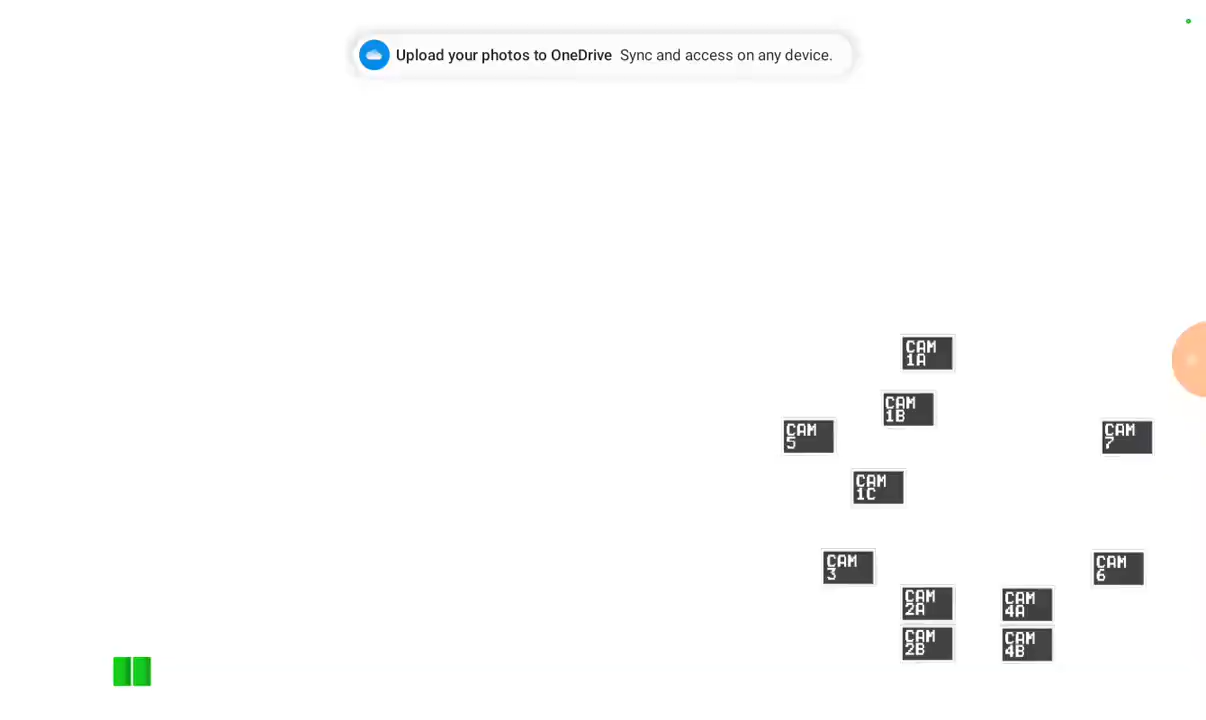 Upload your photos to OneDrive Sync and access on any device.
CAM
1A
CAM
1B
CAM
5
CAM
7
CAM
1C
CAM
3
CAM
6
CAM
2A
CAM
4A
CAM
2B
CAM
4B